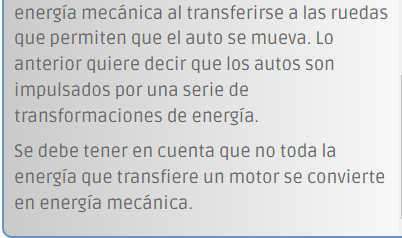 energía mecánica al transferirse a las ruedas
que permiten que el auto se mueva. Lo
anterior quiere decir que los autos son
impulsados por una serie de
transformaciones de energía.
Se debe tener en cuenta que no toda la
energía que transfiere un motor se convierte
en energía mecánica.